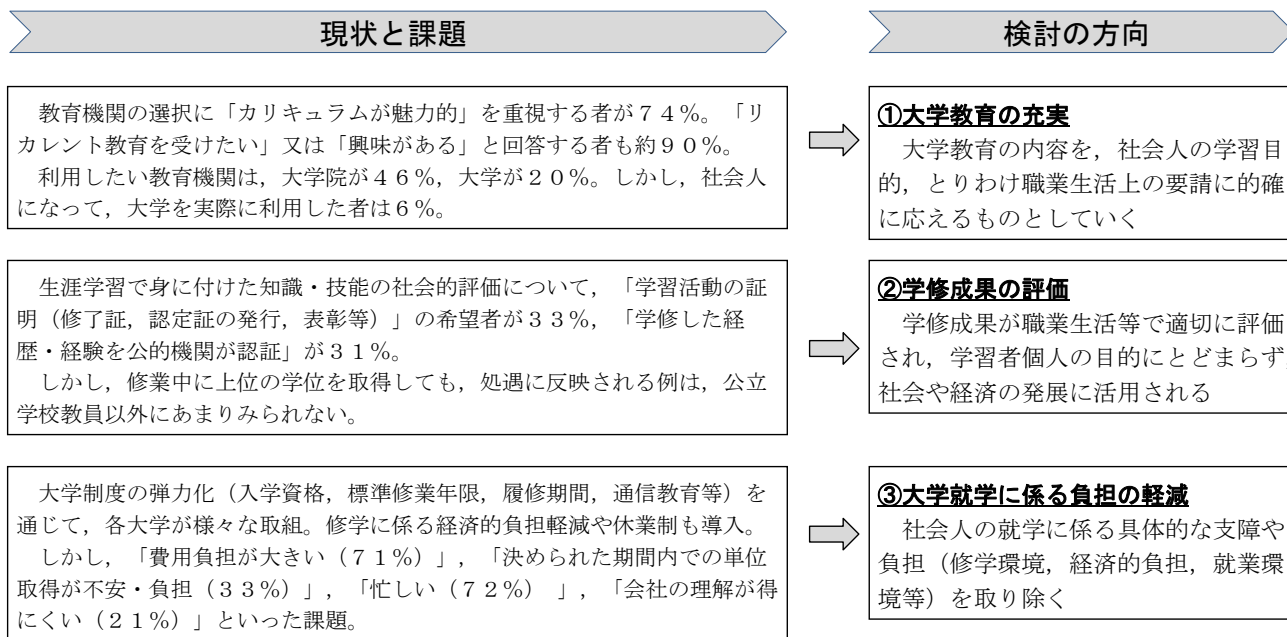 現状と課題
検討の方向
教育機関の選択に「カリキュラムが魅力的」を重視する者が７４％。「リ
カレント教育を受けたい」又は「興味がある」と回答する者も約９０％。
利用したい教育機関は，大学院が４６％，大学が２０％。しかし，社会人
になって，大学を実際に利用した者は６％。
①大学教育の充実
大学教育の内容を，社会人の学習目
的，とりわけ職業生活上の要請に的確
に応えるものとしていく
生涯学習で身に付けた知識・技能の社会的評価について，「学習活動の証
明（修了証，認定証の発行，表彰等）」の希望者が３３％，「学修した経
歴・経験を公的機関が認証」が３１％。
しかし，修業中に上位の学位を取得しても，処遇に反映される例は，公立
学校教員以外にあまりみられない。
②学修成果の評価
学修成果が職業生活等で適切に評価
され，学習者個人の目的にとどまらず，
社会や経済の発展に活用される
大学制度の弾力化（入学資格，標準修業年限，履修期間，通信教育等）を
通じて，各大学が様々な取組。修学に係る経済的負担軽減や休業制も導入。
しかし，「費用負担が大きい（７１％）」，「決められた期間内での単位
取得が不安・負担（３３％）」，「忙しい（７２％） 」，「会社の理解が得
にくい（２１％）」といった課題。
③大学就学に係る負担の軽減
社会人の就学に係る具体的な支障や
負担（修学環境，経済的負担，就業環
境等）を取り除く